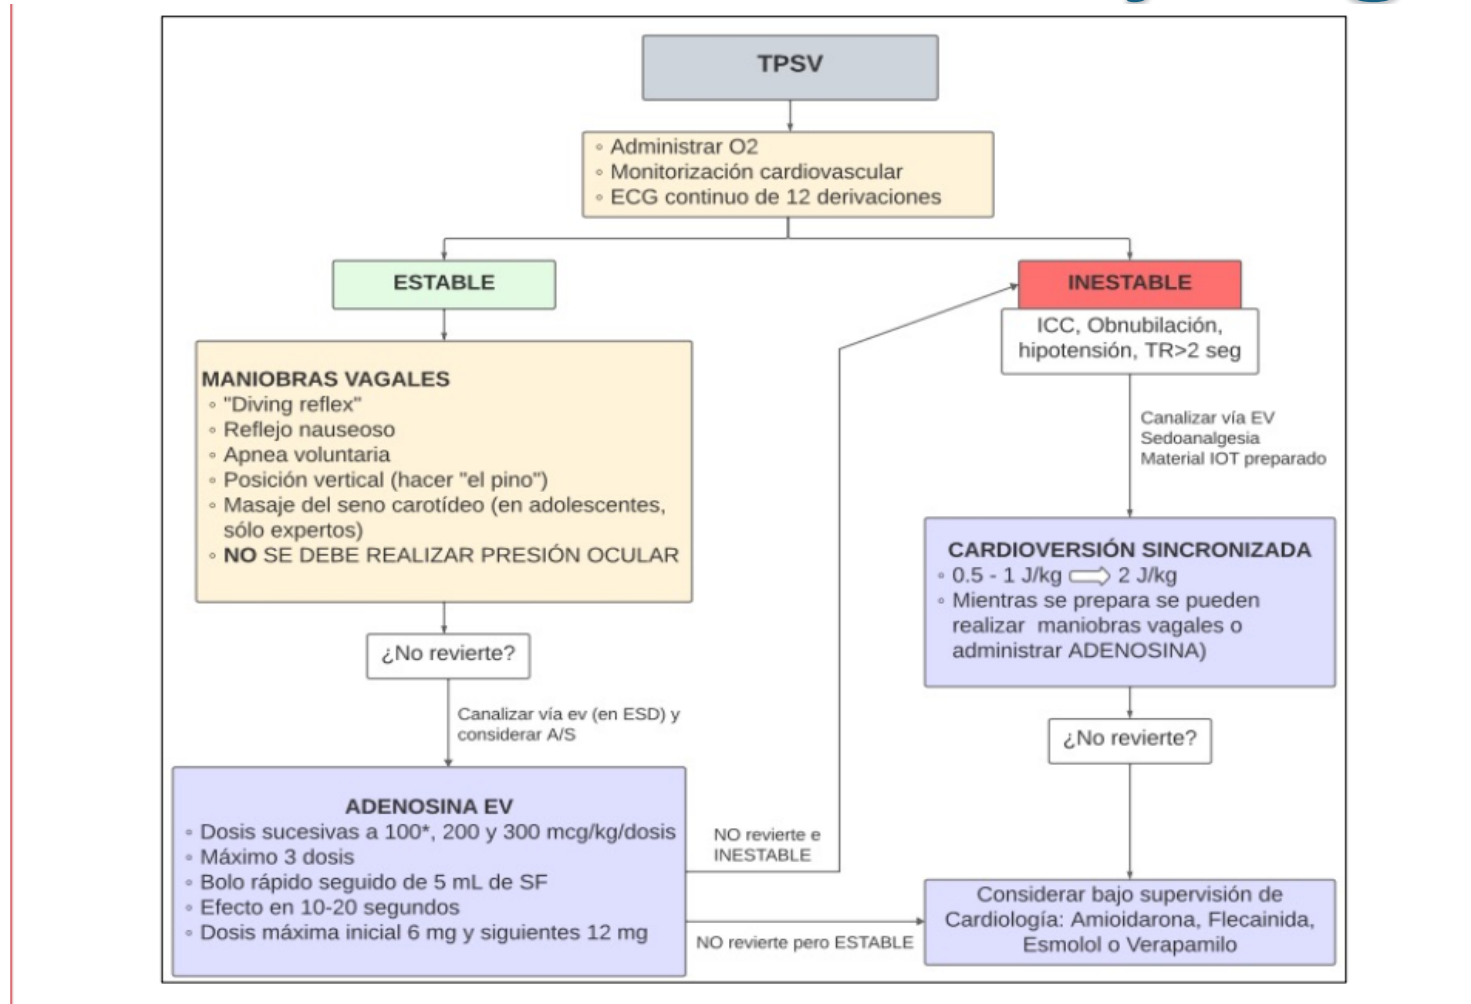 TPSV
◦ Administrar O2
◦ Monitorización cardiovascular
◦ ECG continuo de 12 derivaciones
ESTABLE
INESTABLE
ICC, Obnubilación,
hipotensión, TR>2 seg
MANIOBRAS VAGALES
◦ "Diving reflex"
◦ Reflejo nauseoso
◦ Apnea voluntaria
◦ Posición vertical (hacer "el pino")
◦ Masaje del seno carotídeo (en adolescentes,
sólo expertos)
◦ NO SE DEBE REALIZAR PRESIÓN OCULAR
Canalizar vía EV
Sedoanalgesia
Material IOT preparado
CARDIOVERSIÓN SINCRONIZADA
◦ 0.5 - 1 J/kg ⇨ 2 J/kg
◦ Mientras se prepara se pueden
realizar maniobras vagales o
administrar ADENOSINA)
¿No revierte?
Canalizar vía ev (en ESD) y
considerar A/S
¿No revierte?
ADENOSINA EV
◦ Dosis sucesivas a 100*, 200 y 300 mcg/kg/dosis
◦ Máximo 3 dosis
◦ Bolo rápido seguido de 5 mL de SF
◦ Efecto en 10-20 segundos
◦ Dosis máxima inicial 6 mg y siguientes 12 mg
NO revierte e
INESTABLE
NO revierte pero ESTABLE
Considerar bajo supervisión de
Cardiología: Amioidarona, Flecainida,
Esmolol o Verapamilo